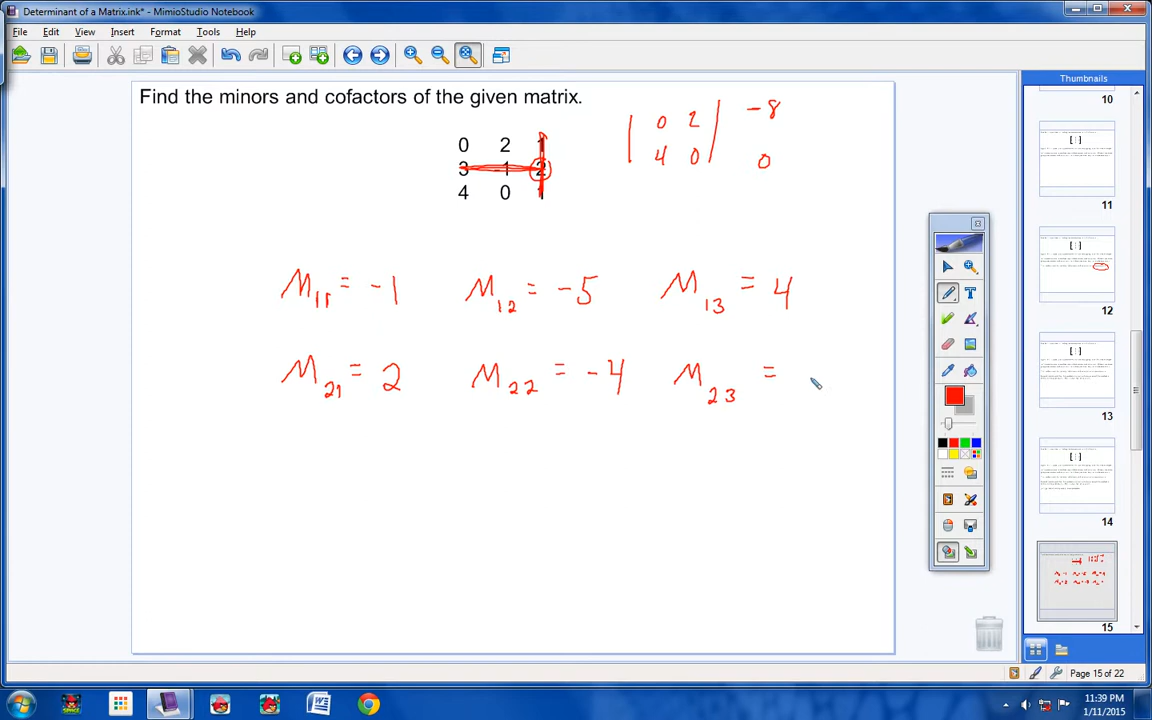 Determinant of a Matrix.ink* - MimioStudio Notebook
File Edit View Insert Format Tools Help
Thumbnails
Find the minors and cofactors of the given matrix.
0 2 1
3 -1 2
4 0 1
0 2 -8
4 0 0
M11 = -1 M12 = -5 M13 = 4
M21 = 2 M22 = -4 M23 =
10
11
12
13
14
15
T
Page 15 of 22
11:39 PM
1/11/2015